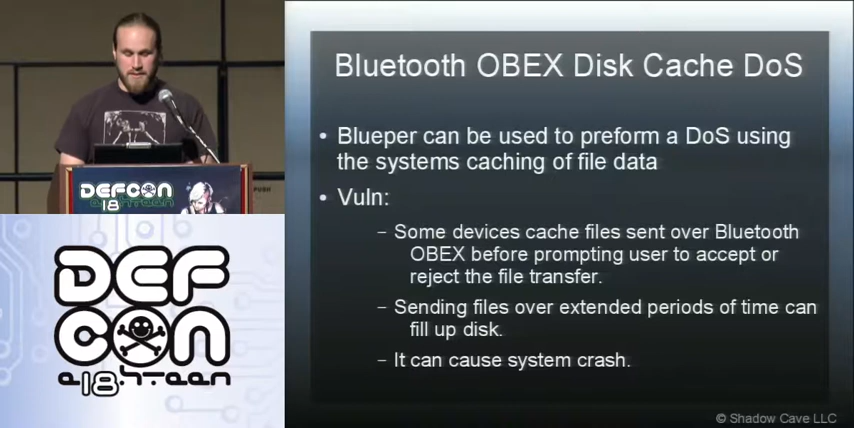 Bluetooth OBEX Disk Cache DoS
• Blueper can be used to preform a DoS using
the systems caching of file data
• Vuln:
– Some devices cache files sent over Bluetooth
OBEX before prompting user to accept or
reject the file transfer.
– Sending files over extended periods of time can
fill up disk.
– It can cause system crash.
© Shadow Cave LLC
PUSH
DEFCON
18
DEF
CON
18